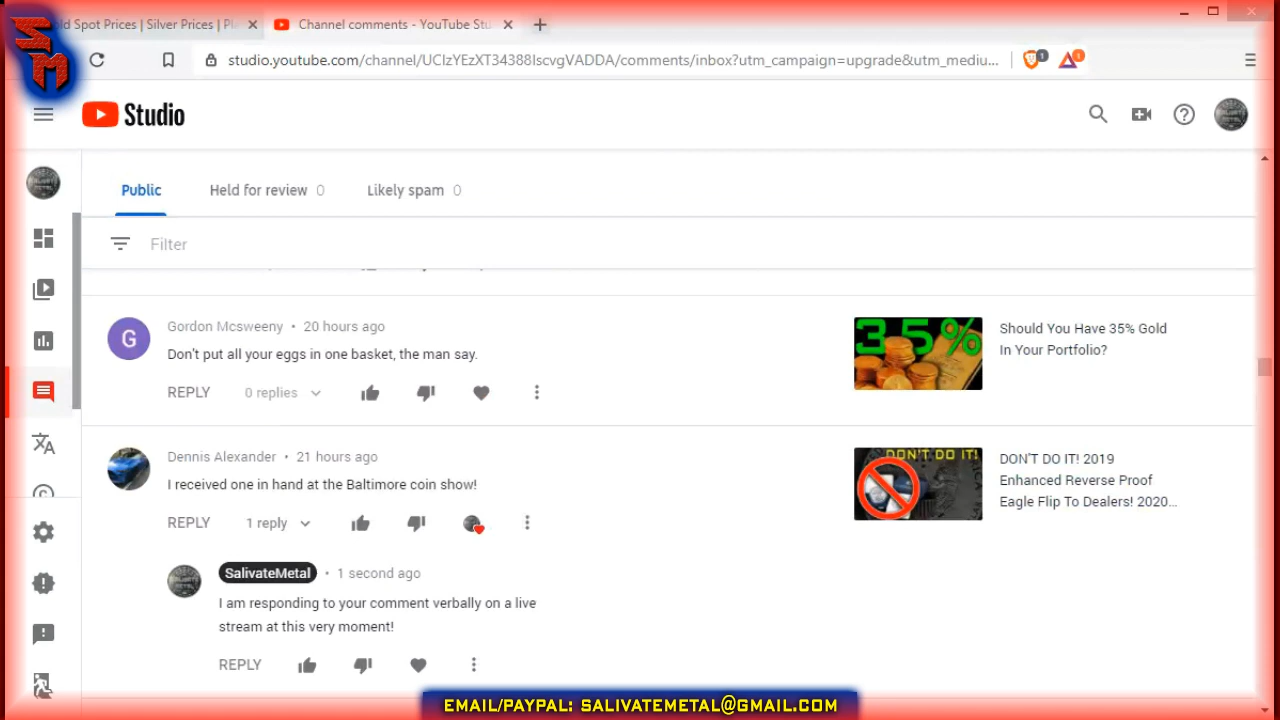 SM
old Spot Prices | Silver Prices | Pl
Channel comments - YouTube Stu
studio.youtube.com/channel/UCIzYEzXT34388IscvgVADDA/comments/inbox?utm_campaign=upgrade&utm_mediu...
1
1
Studio
Public
Held for review 0
Likely spam 0
Filter
Gordon Mcsweeny • 20 hours ago
Don't put all your eggs in one basket, the man say.
REPLY
0 replies
G
35%
Should You Have 35% Gold
In Your Portfolio?
Dennis Alexander • 21 hours ago
I received one in hand at the Baltimore coin show!
REPLY
1 reply
DON'T DO IT!
DON'T DO IT! 2019
Enhanced Reverse Proof
Eagle Flip To Dealers! 2020...
SalivateMetal • 1 second ago
I am responding to your comment verbally on a live
stream at this very moment!
REPLY
EMAIL/PAYPAL: SALIVATEMETAL@GMAIL.COM